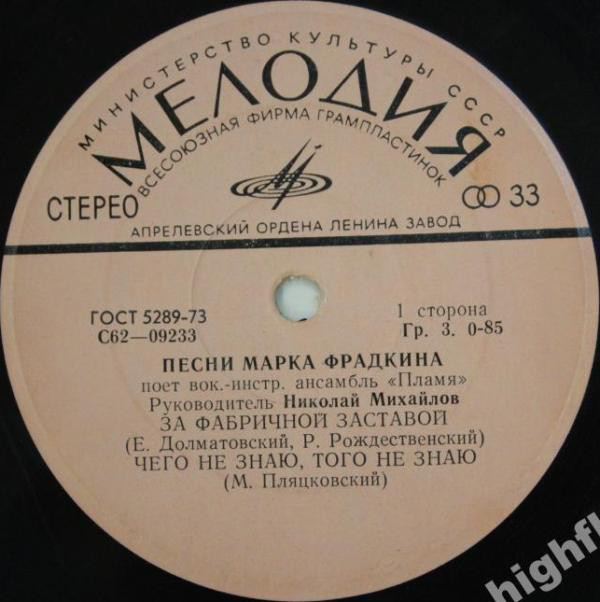 МИНИСТЕРСТВО КУЛЬТУРЫ СССР
МЕЛОДИЯ
ВСЕСОЮЗНАЯ ФИРМА ГРАМПЛАСТИНОК
СТЕРЕО
33
АПРЕЛЕВСКИЙ ОРДЕНА ЛЕНИНА ЗАВОД
ГОСТ 5289-73
С62—09233
1 сторона
Гр. 3. 0-85
ПЕСНИ МАРКА ФРАДКИНА
поет вок.-инстр. ансамбль «Пламя»
Руководитель Николай Михайлов
ЗА ФАБРИЧНОЙ ЗАСТАВОЙ
(Е. Долматовский, Р. Рождественский)
ЧЕГО НЕ ЗНАЮ, ТОГО НЕ ЗНАЮ
(М. Пляцковский)